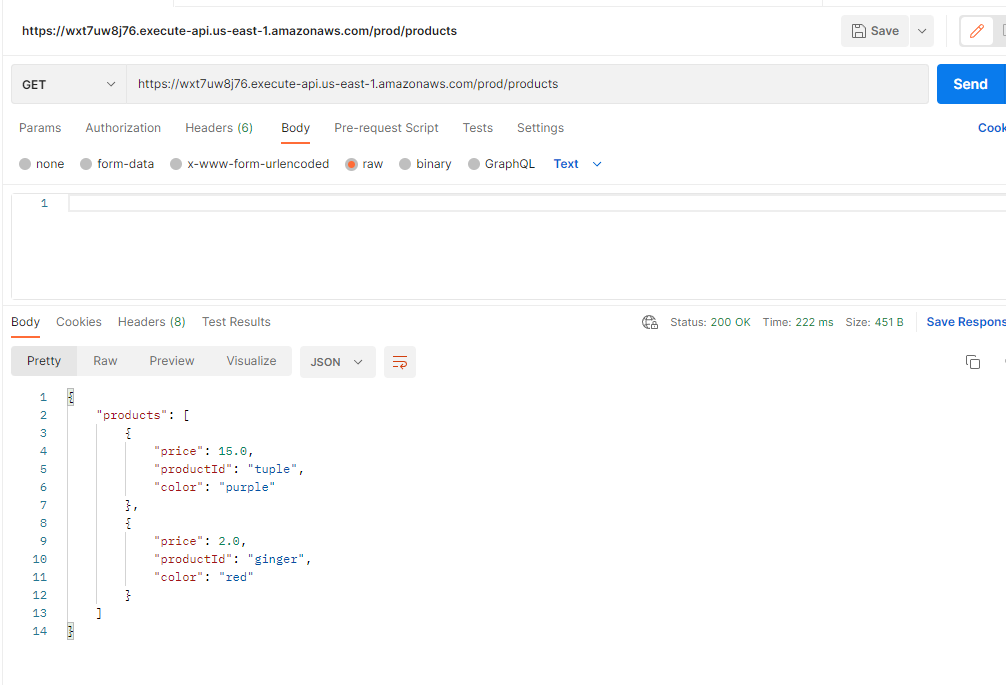 https://wxt7uw8j76.execute-api.us-east-1.amazonaws.com/prod/products Save
GET https://wxt7uw8j76.execute-api.us-east-1.amazonaws.com/prod/products Send
Params Authorization Headers (6) Body Pre-request Script Tests Settings Cook
none form-data x-www-form-urlencoded raw binary GraphQL Text
1
Body Cookies Headers (8) Test Results Status: 200 OK Time: 222 ms Size: 451 B Save Respons
Pretty Raw Preview Visualize JSON
1 {
2 "products": [
3 {
4 "price": 15.0,
5 "productId": "tuple",
6 "color": "purple"
7 },
8 {
9 "price": 2.0,
10 "productId": "ginger",
11 "color": "red"
12 }
13 ]
14 }